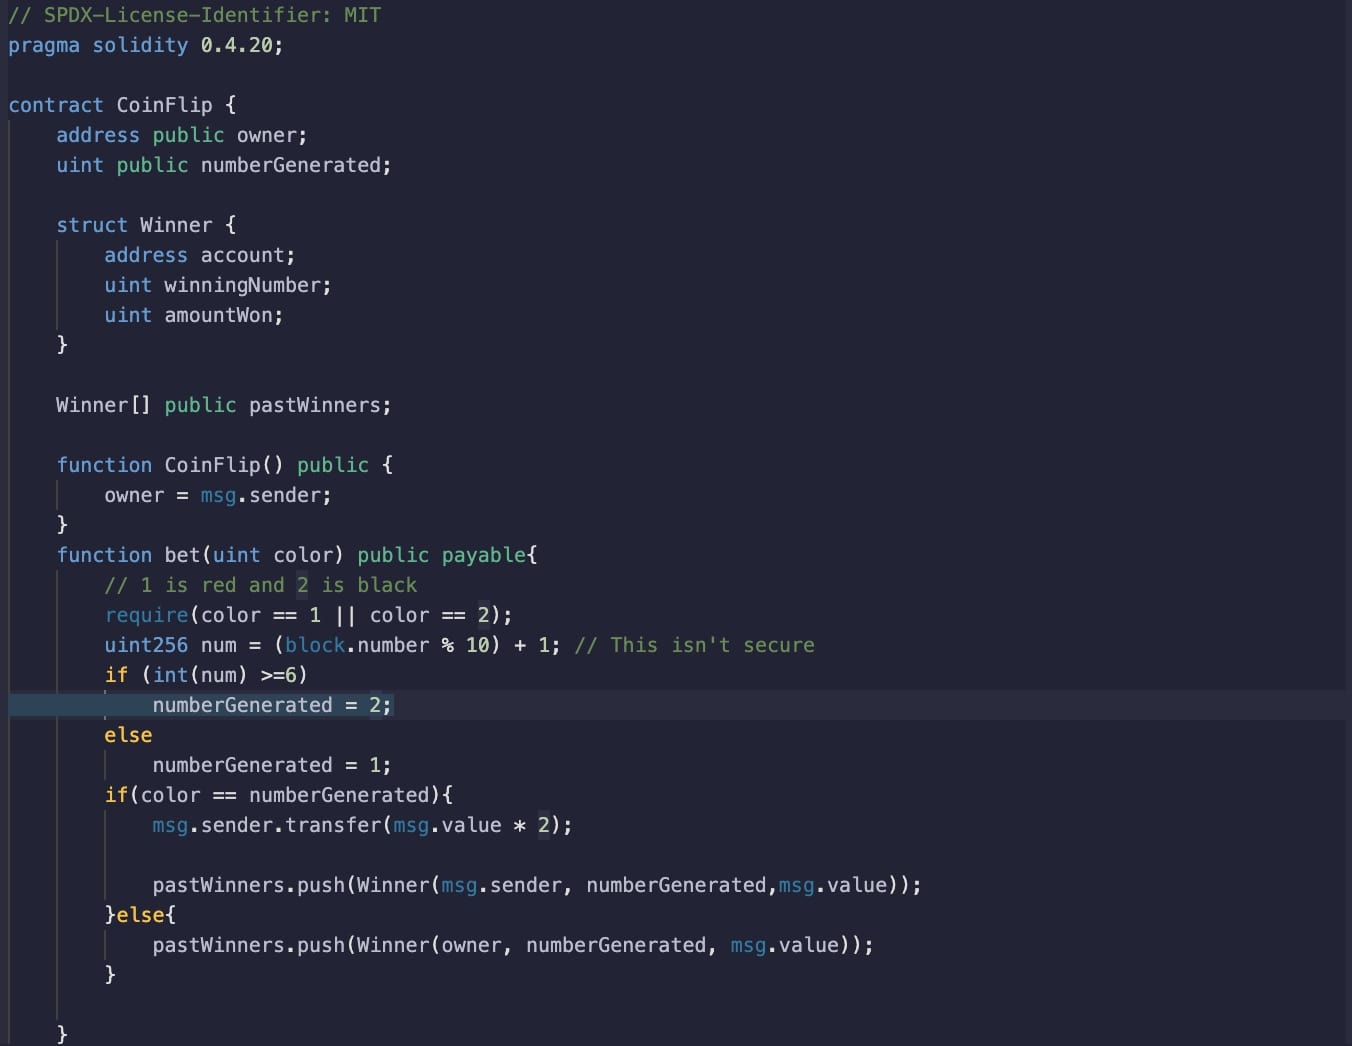 // SPDX-License-Identifier: MIT
pragma solidity 0.4.20;
contract CoinFlip {
    address public owner;
    uint public numberGenerated;
    struct Winner {
        address account;
        uint winningNumber;
        uint amountWon;
    }
    Winner[] public pastWinners;
    function CoinFlip() public {
        owner = msg.sender;
    }
    function bet(uint color) public payable{
        // 1 is red and 2 is black
        require(color == 1 || color == 2);
        uint256 num = (block.number % 10) + 1; // This isn't secure
        if (int(num) >=6)
            numberGenerated = 2;
        else
            numberGenerated = 1;
        if(color == numberGenerated){
            msg.sender.transfer(msg.value * 2);
            pastWinners.push(Winner(msg.sender, numberGenerated,msg.value));
        }else{
            pastWinners.push(Winner(owner, numberGenerated, msg.value));
        }
    }